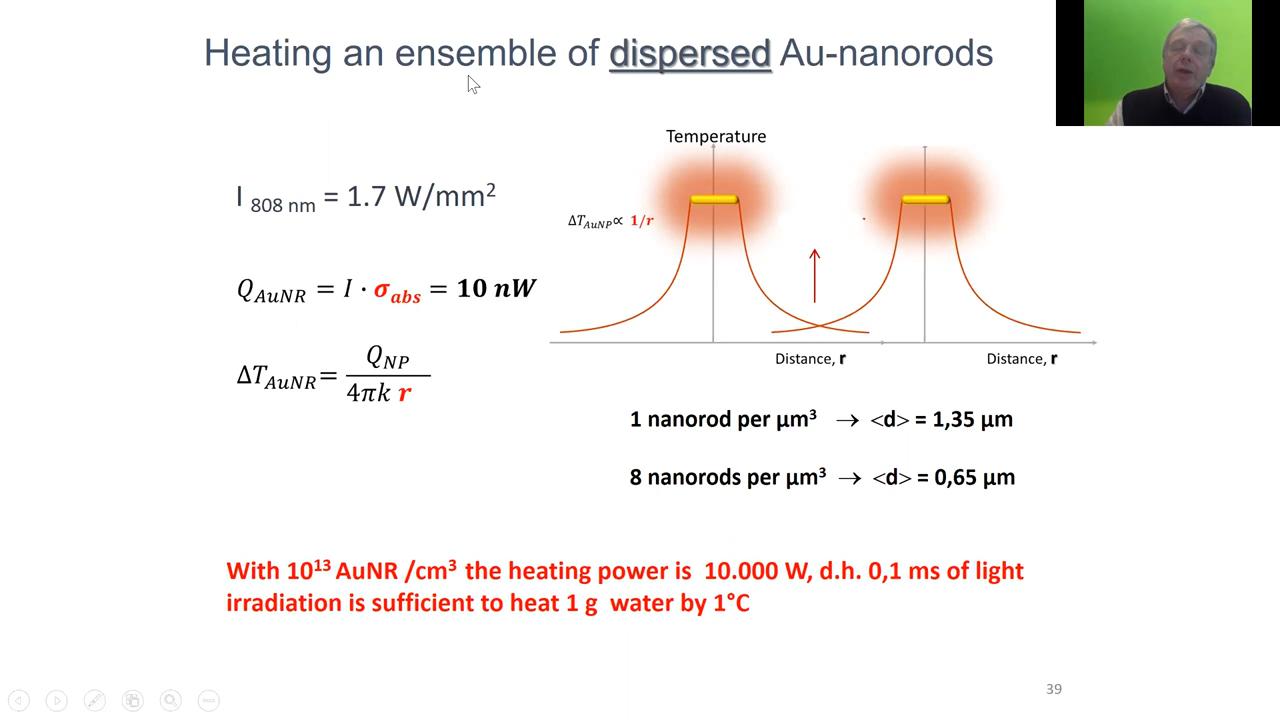 Heating an ensemble of dispersed Au-nanorods
Temperature
I 808 nm = 1.7 W/mm²
ΔT_AuNP ∝ 1/r
Q_AuNR = I · σ_abs = 10 nW
ΔT_AuNR = Q_NP / 4πk r
Distance, r
Distance, r
1 nanorod per µm³ → <d> = 1,35 µm
8 nanorods per µm³ → <d> = 0,65 µm
With 10¹³ AuNR /cm³ the heating power is 10.000 W, d.h. 0,1 ms of light
irradiation is sufficient to heat 1 g water by 1°C
39